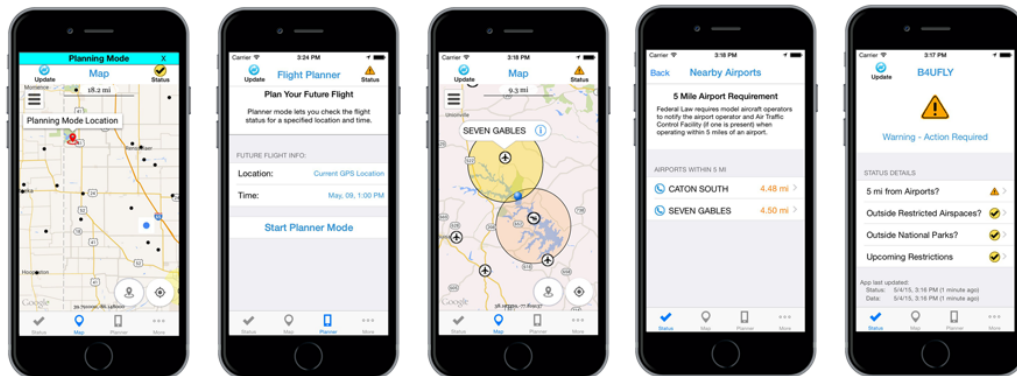 Planning Mode X
Update Map Status
18.2 mi
Planning Mode Location
Google
Status Map Planner More
Carrier 3:24 PM
Update Flight Planner Status
Plan Your Future Flight
Planner mode lets you check the flight
status for a specified location and time.
FUTURE FLIGHT INFO:
Location: Current GPS Location
Time: May, 09, 1:00 PM
Start Planner Mode
Status Map Planner More
Carrier 3:18 PM
Update Map Status
9.3 mi
SEVEN GABLES
Google
Status Map Planner More
Carrier 3:18 PM
Back Nearby Airports
5 Mile Airport Requirement
Federal Law requires model aircraft operators
to notify the airport operator and Air Traffic
Control Facility (if one is present) when
operating within 5 miles of an airport.
AIRPORTS WITHIN 5 MI
CATON SOUTH 4.48 mi
SEVEN GABLES 4.50 mi
Status Map Planner More
Carrier 3:17 PM
Update B4UFLY
Warning - Action Required
STATUS DETAILS
5 mi from Airports?
Outside Restricted Airspaces?
Outside National Parks?
Upcoming Restrictions
App last updated:
Status: 5/4/15, 3:16 PM (1 minute ago)
Data: 5/4/15, 3:16 PM (1 minute ago)
Status Map Planner More